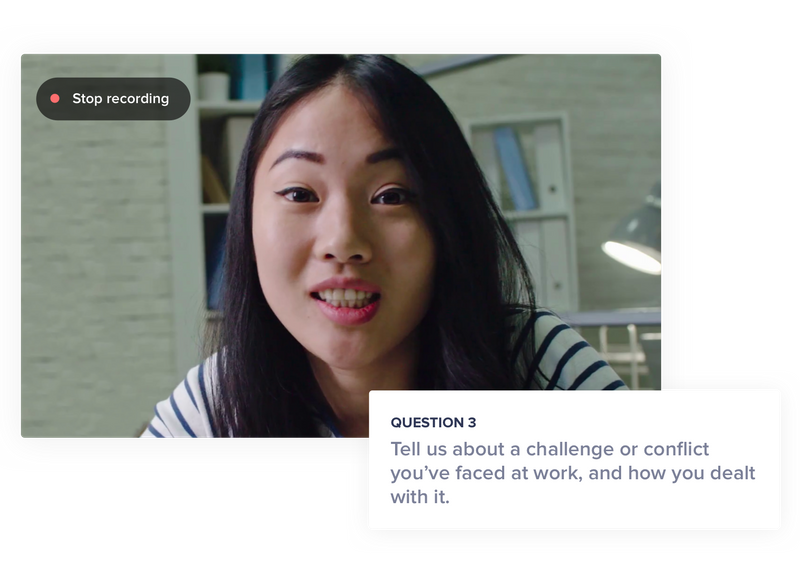 Stop recording
QUESTION 3
Tell us about a challenge or conflict
you’ve faced at work, and how you dealt
with it.